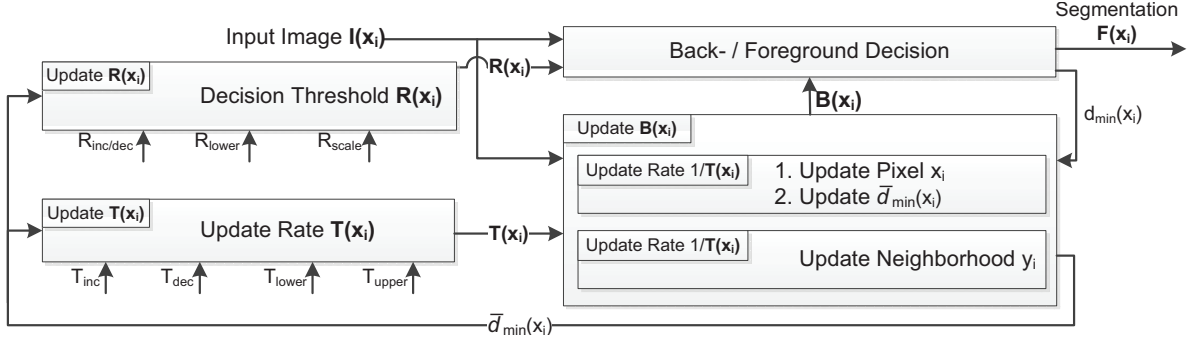 Segmentation
F(xᵢ)
Input Image I(xᵢ)
Back- / Foreground Decision
R(xᵢ)
Update R(xᵢ)
Decision Threshold R(xᵢ)
B(xᵢ)
d_min(xᵢ)
R_inc/dec
R_lower
R_scale
Update B(xᵢ)
Update Rate 1/T(xᵢ)
1. Update Pixel xᵢ
2. Update d̅_min(xᵢ)
Update T(xᵢ)
Update Rate T(xᵢ)
T(xᵢ)
Update Rate 1/T(xᵢ)
Update Neighborhood yᵢ
T_inc
T_dec
T_lower
T_upper
d̅_min(xᵢ)